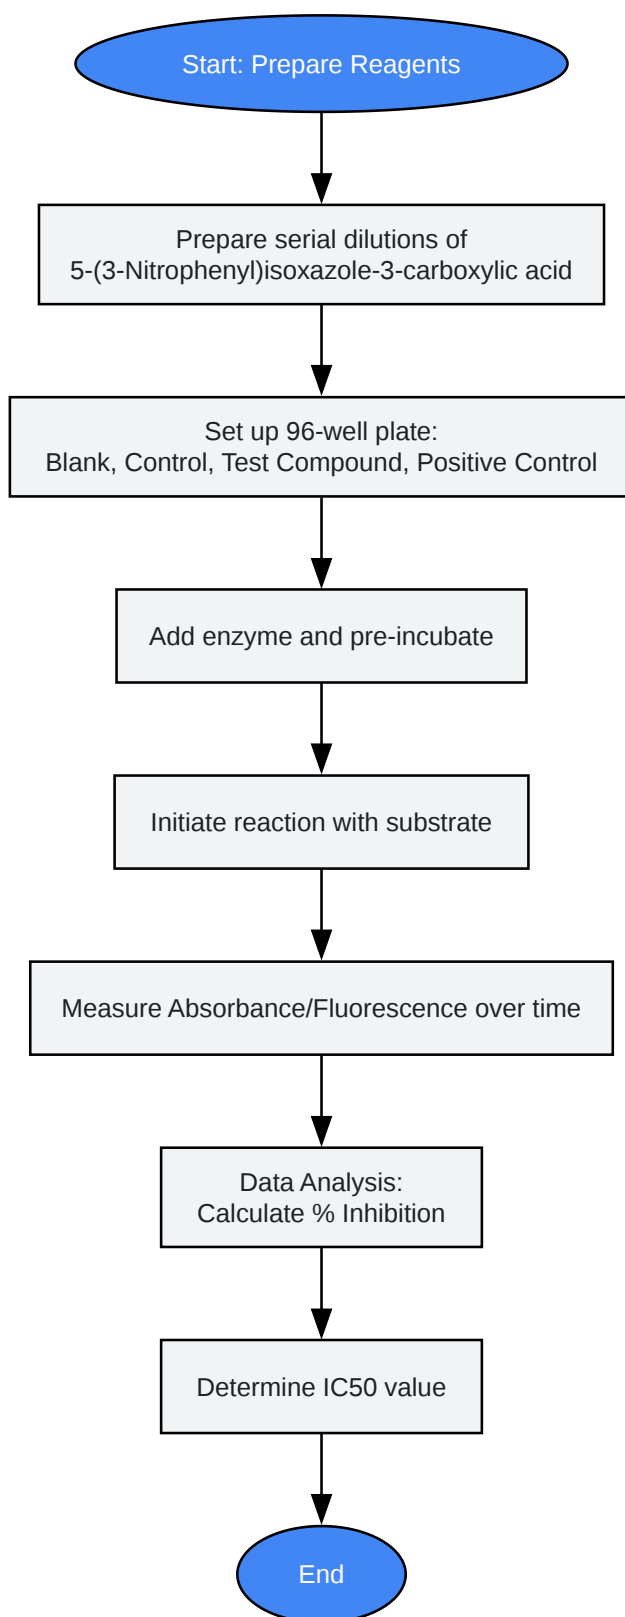 Start: Prepare Reagents
Prepare serial dilutions of
5-(3-Nitrophenyl)isoxazole-3-carboxylic acid
Set up 96-well plate:
Blank, Control, Test Compound, Positive Control
Add enzyme and pre-incubate
Initiate reaction with substrate
Measure Absorbance/Fluorescence over time
Data Analysis:
Calculate % Inhibition
Determine IC50 value
End